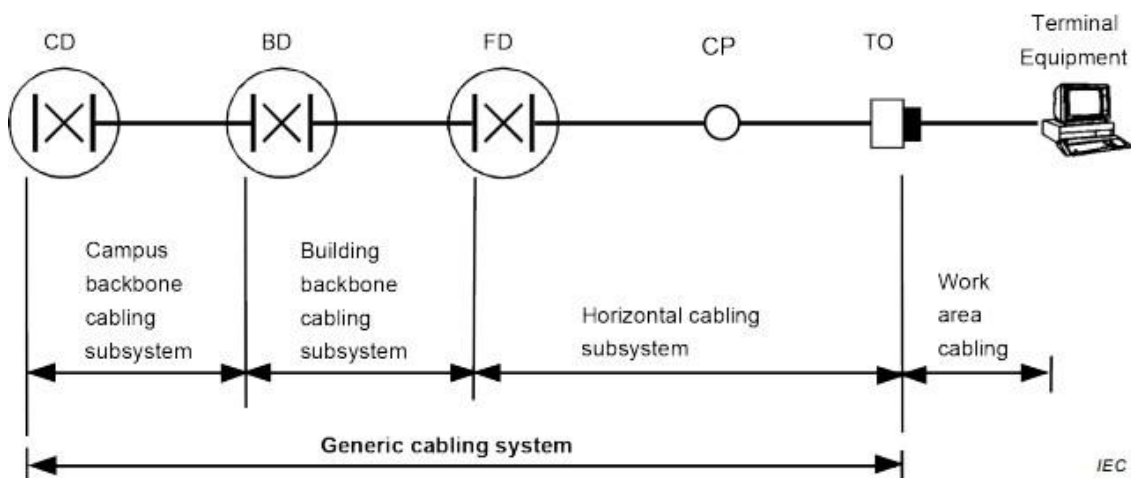 CD
BD
FD
CP
TO
Terminal
Equipment
Campus
backbone
cabling
subsystem
Building
backbone
cabling
subsystem
Horizontal cabling
subsystem
Work
area
cabling
Generic cabling system
IEC